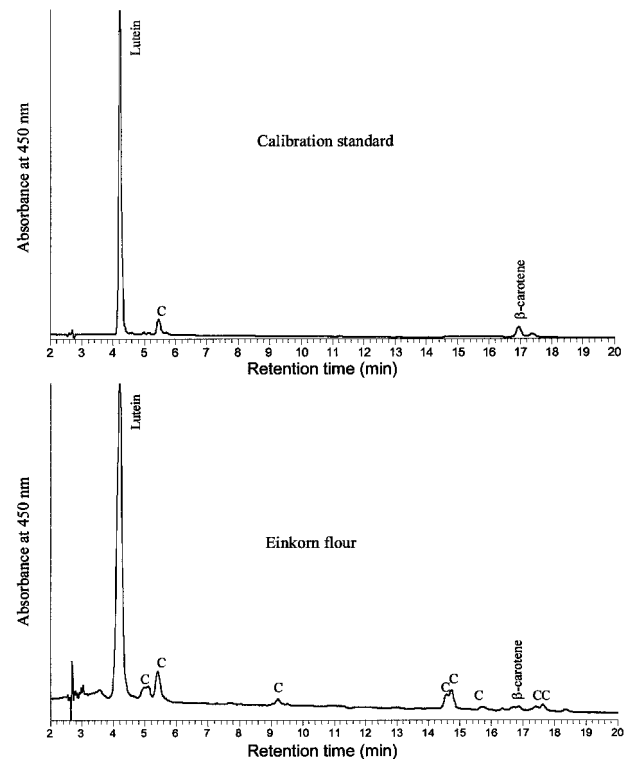 Absorbance at 450 nm
Lutein
Calibration standard
C
β-carotene
2 3 4 5 6 7 8 9 10 11 12 13 14 15 16 17 18 19 20
Retention time (min)
Absorbance at 450 nm
Lutein
Einkorn flour
C C C C C C β-carotene CC
2 3 4 5 6 7 8 9 10 11 12 13 14 15 16 17 18 19 20
Retention time (min)